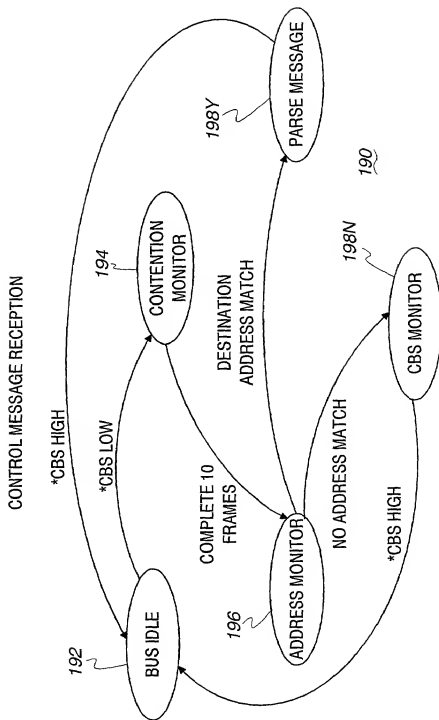 CONTROL MESSAGE RECEPTION
*CBS HIGH
192
BUS IDLE
*CBS LOW
194
CONTENTION
MONITOR
198Y
PARSE MESSAGE
COMPLETE 10
FRAMES
DESTINATION
ADDRESS MATCH
190
196
ADDRESS MONITOR
NO ADDRESS MATCH
198N
CBS MONITOR
*CBS HIGH